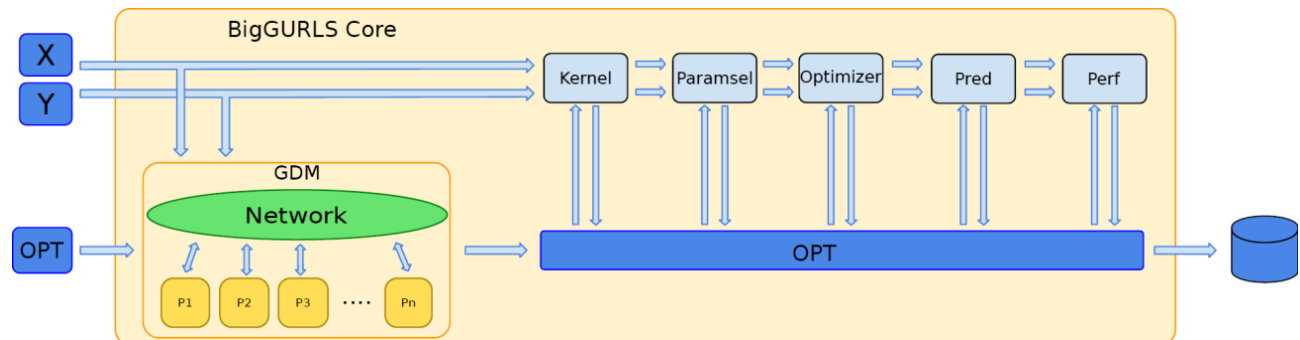 BigGURLS Core
X
Y
Kernel
Paramsel
Optimizer
Pred
Perf
GDM
Network
OPT
OPT
P1
P2
P3
....
Pn